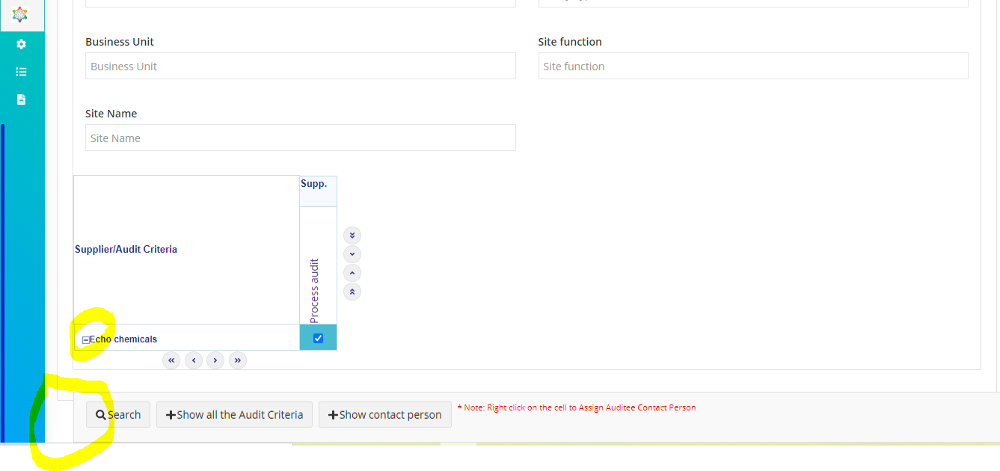 Business Unit
Site function
Business Unit
Site function
Site Name
Site Name
Supp.
Supplier/Audit Criteria
Process audit
Echo chemicals
Search
Show all the Audit Criteria
Show contact person
* Note: Right click on the cell to Assign Auditee Contact Person